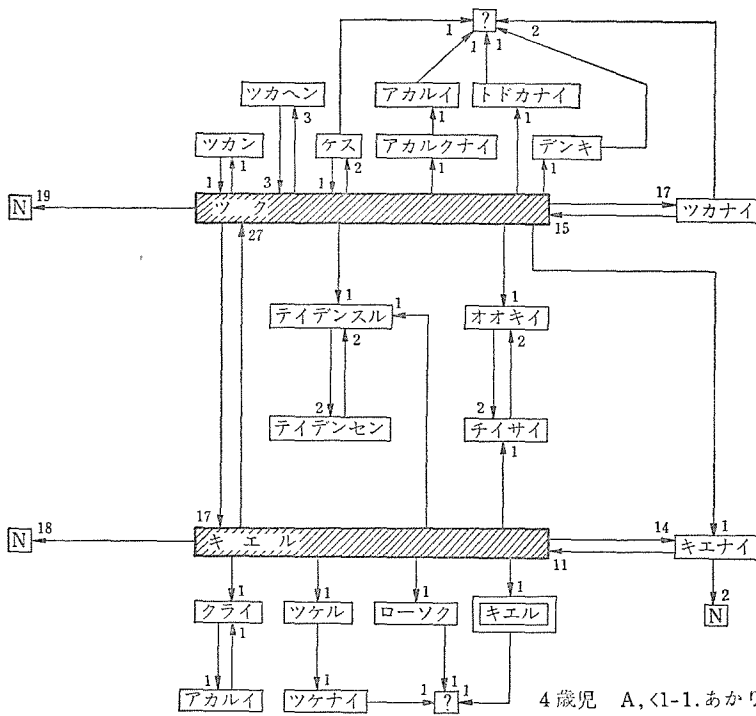 ?
1 1 1 2
ツカヘン アカルイ トドカナイ
3 1 1
ツカン ケス アカルクナイ デンキ
1 2 1 1
1 3 1 17
N 19 ツク ツカナイ
27 15
1 1 1
テイデンスル オオキイ
2 2
2 2
テイデンセン チイサイ
1
17 14 1
N 18 キエル キエナイ
11
1 1 1 1 2
クライ ツケル ローソク キエル N
1
1 1 1 1 1
アカルイ ツケナイ ?
4歳児 A,<1-1.あかり